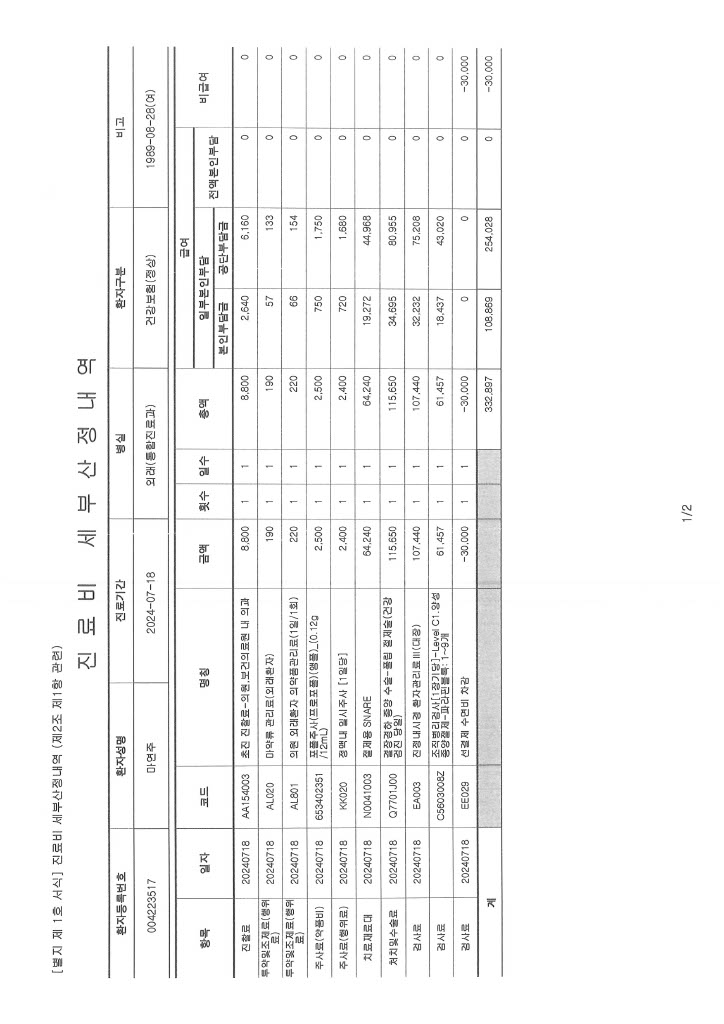 [별지 제 1호 서식] 진료비 세부산정내역 (제2조 제1항 관련)
진 료 비 세 부 산 정 내 역
환자등록번호 환자성명 진료기간 병실 환자구분 비고
004223517 마연주 2024-07-18 외래(통합진료과) 건강보험(정상) 1989-08-28(여)
항목 일자 코드 명칭 금액 횟수 일수 총액 급여 비급여
일부본인부담 전액본인부담
본인부담금 공단부담금
진찰료 20240718 AA154003 초진 진찰료-의원,보건의료원 내 의과 8,800 1 1 8,800 2,640 6,160 0 0
투약및조제료(행위료) 20240718 AL020 마약류 관리료(외래환자) 190 1 1 190 57 133 0 0
투약및조제료(행위료) 20240718 AL801 의원 외래환자 의약품관리료(1일/1회) 220 1 1 220 66 154 0 0
주사료(약품비) 20240718 653402351 포폴주사(프로포폴)(앰플)_(0.12g/12mL) 2,500 1 1 2,500 750 1,750 0 0
주사료(행위료) 20240718 KK020 정맥내 일시주사 [1일당] 2,400 1 1 2,400 720 1,680 0 0
치료재료대 20240718 N0041003 절제용 SNARE 64,240 1 1 64,240 19,272 44,968 0 0
처치및수술료 20240718 Q7701J00 결장경하 종양 수술-폴립 절제술(건강검진 당일) 115,650 1 1 115,650 34,695 80,955 0 0
검사료 20240718 EA003 진정내시경 환자관리료 III(대장) 107,440 1 1 107,440 32,232 75,208 0 0
검사료 C5603008Z 조직병리검사[1장기당]-Level C1.양성종양절제-파라핀블록: 1~9개 61,457 1 1 61,457 18,437 43,020 0 0
검사료 20240718 EE029 선결제 수면비 차감 -30,000 1 1 -30,000 0 0 -30,000
계 332,897 108,869 254,028 0 -30,000
1/2